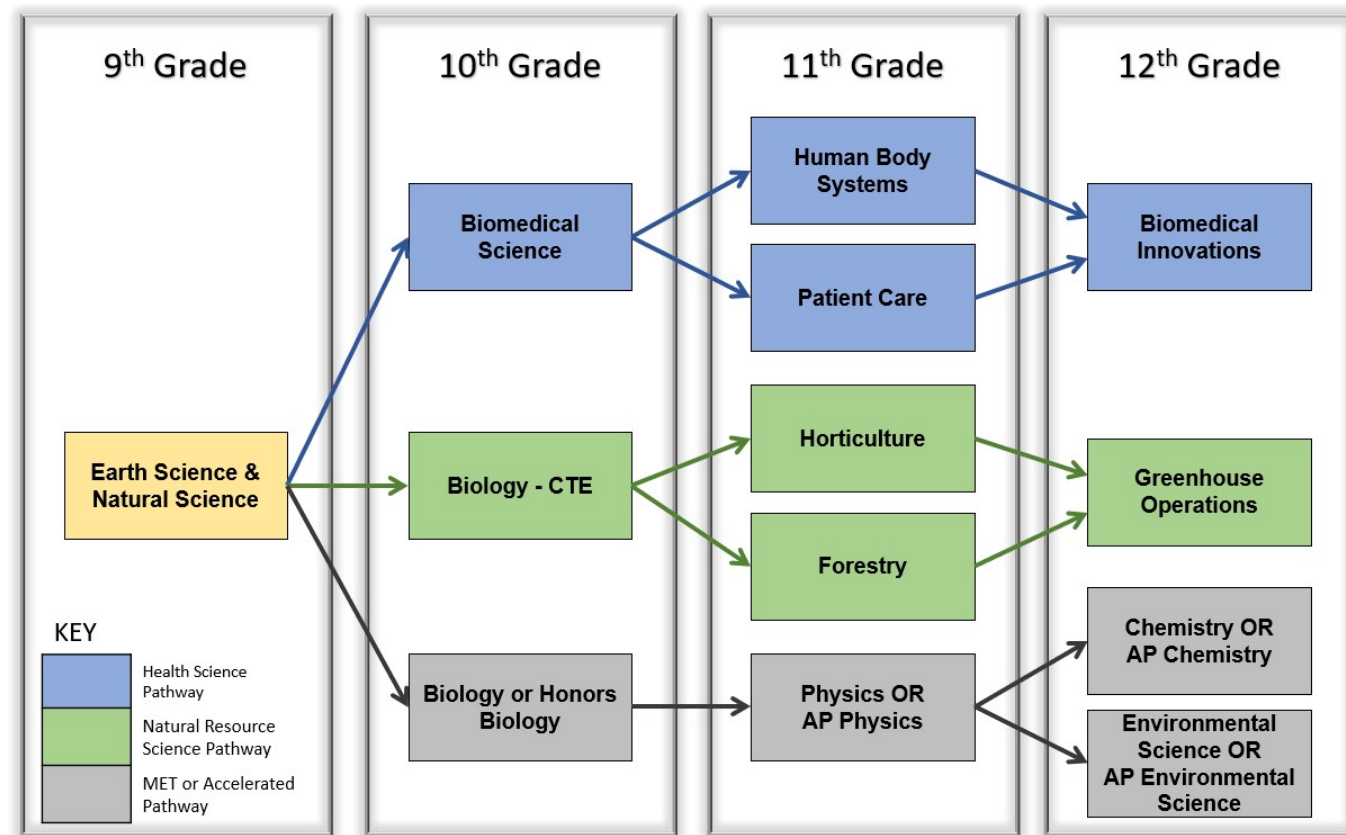 9th Grade
10th Grade
11th Grade
12th Grade
Earth Science &
Natural Science
Biomedical
Science
Biology - CTE
Biology or Honors
Biology
Human Body
Systems
Patient Care
Horticulture
Forestry
Physics OR
AP Physics
Biomedical
Innovations
Greenhouse
Operations
Chemistry OR
AP Chemistry
Environmental
Science OR
AP Environmental
Science
KEY
Health Science
Pathway
Natural Resource
Science Pathway
MET or Accelerated
Pathway